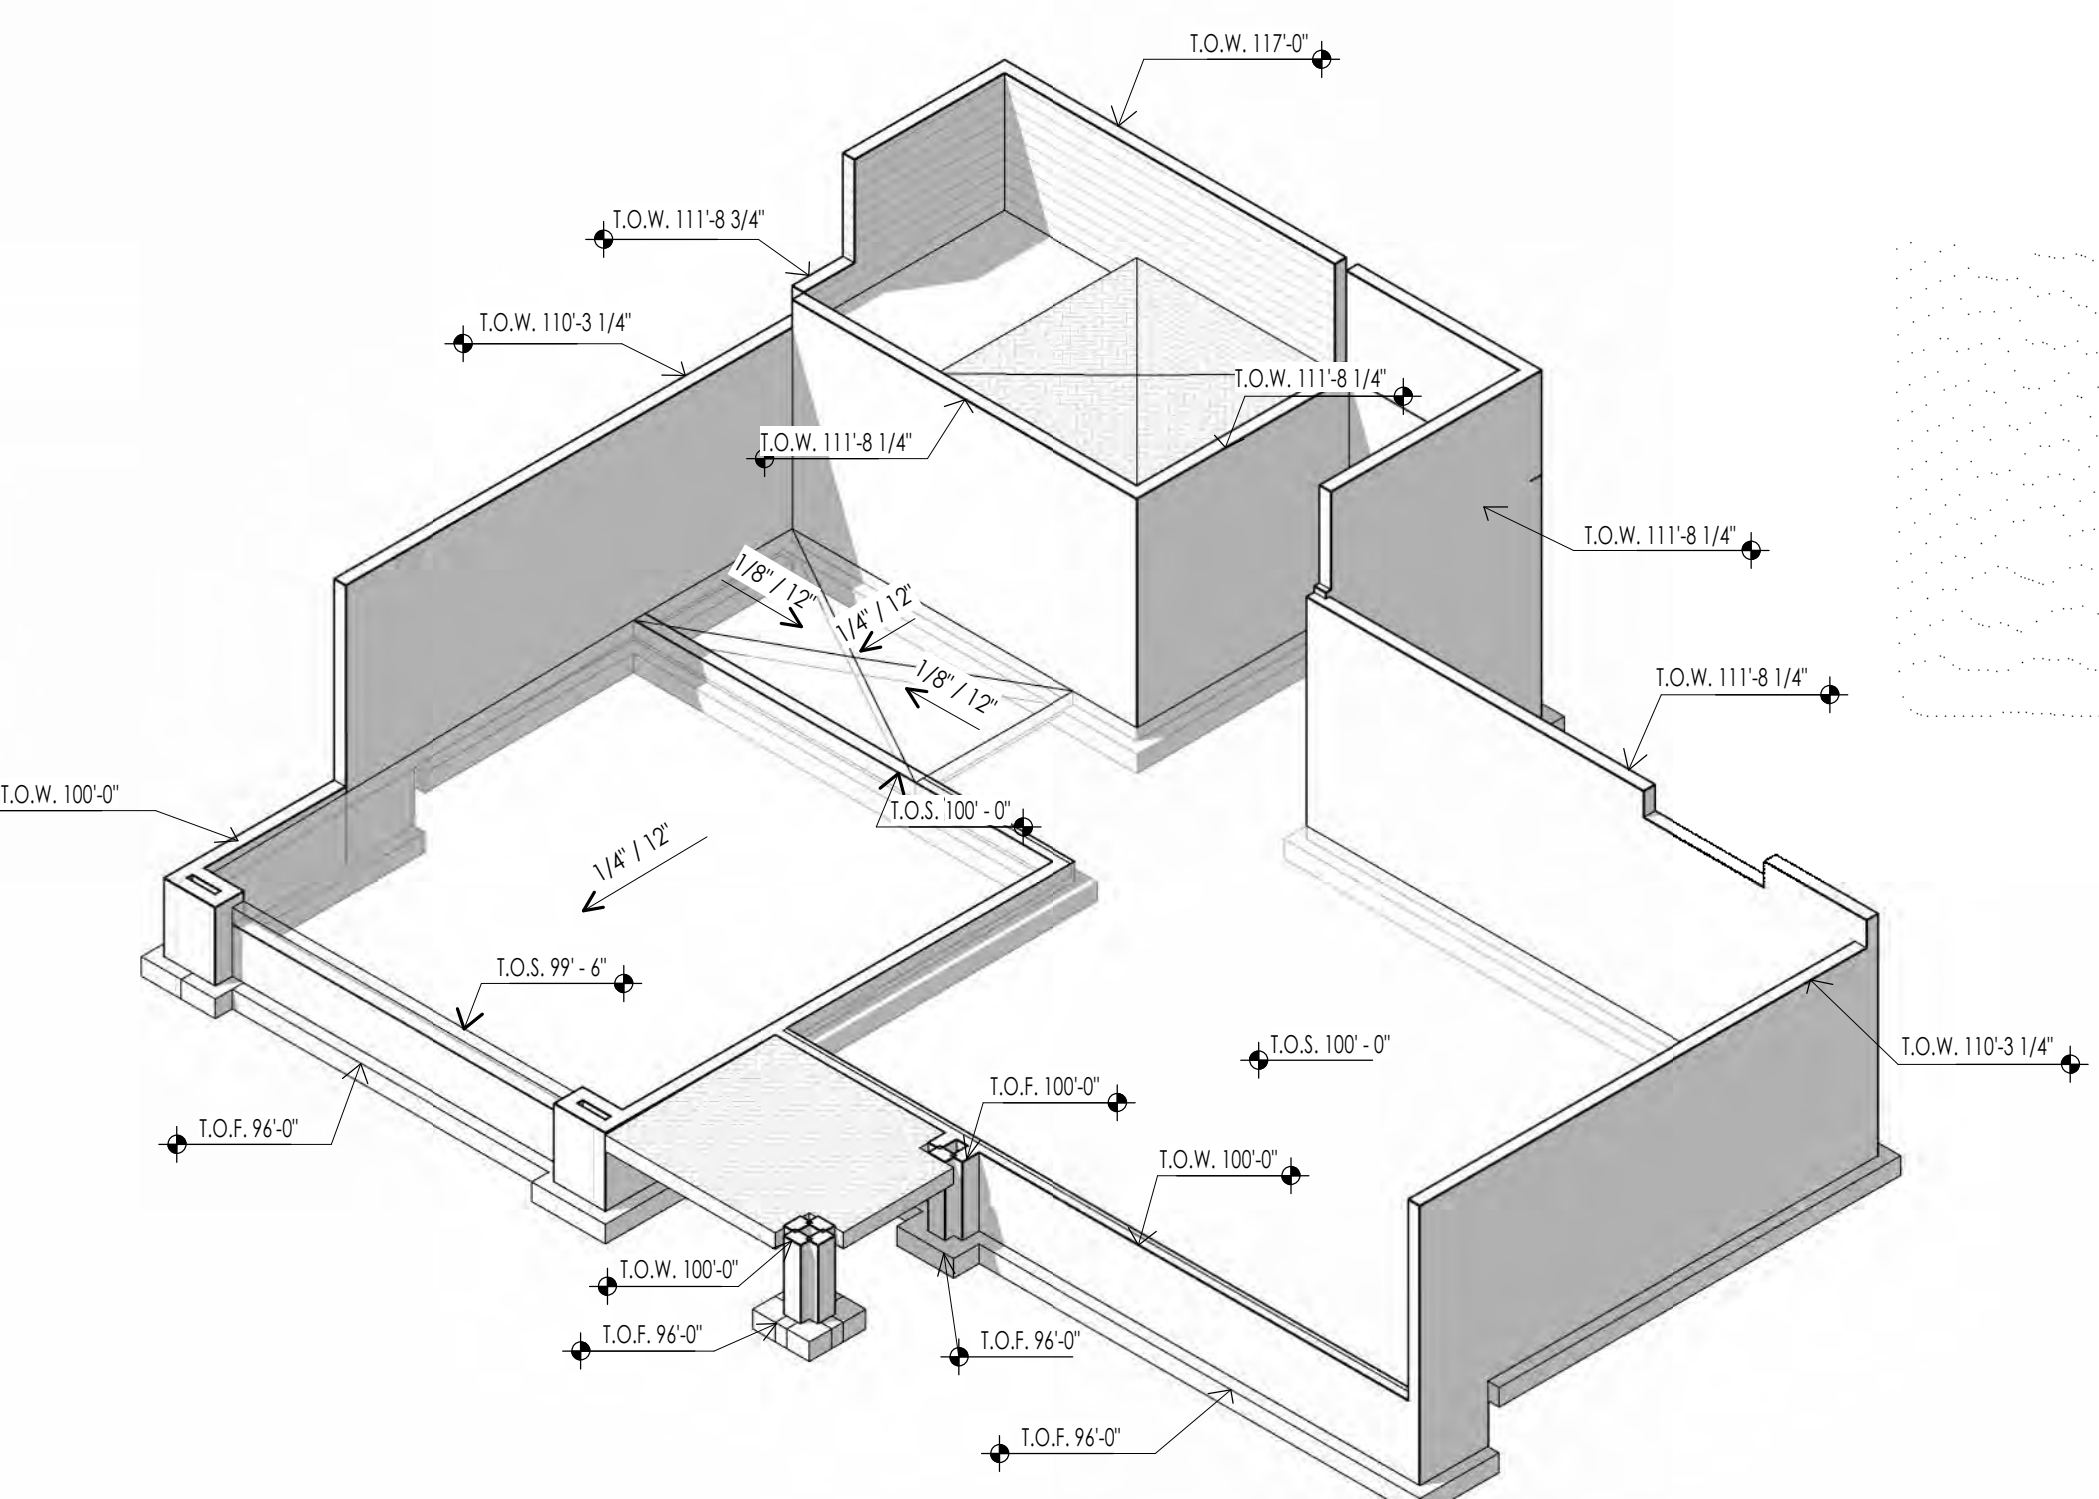 T.O.W. 117'-0"
T.O.W. 111'-8 3/4"
T.O.W. 110'-3 1/4"
T.O.W. 111'-8 1/4"
T.O.W. 111'-8 1/4"
T.O.W. 111'-8 1/4"
1/8" / 12"
1/4" / 12"
1/8" / 12"
T.O.W. 111'-8 1/4"
T.O.W. 100'-0"
T.O.S. 100' - 0"
1/4" / 12"
T.O.S. 99' - 6"
T.O.S. 100' - 0"
T.O.W. 110'-3 1/4"
T.O.F. 100'-0"
T.O.F. 96'-0"
T.O.W. 100'-0"
T.O.W. 100'-0"
T.O.F. 96'-0"
T.O.F. 96'-0"
T.O.F. 96'-0"